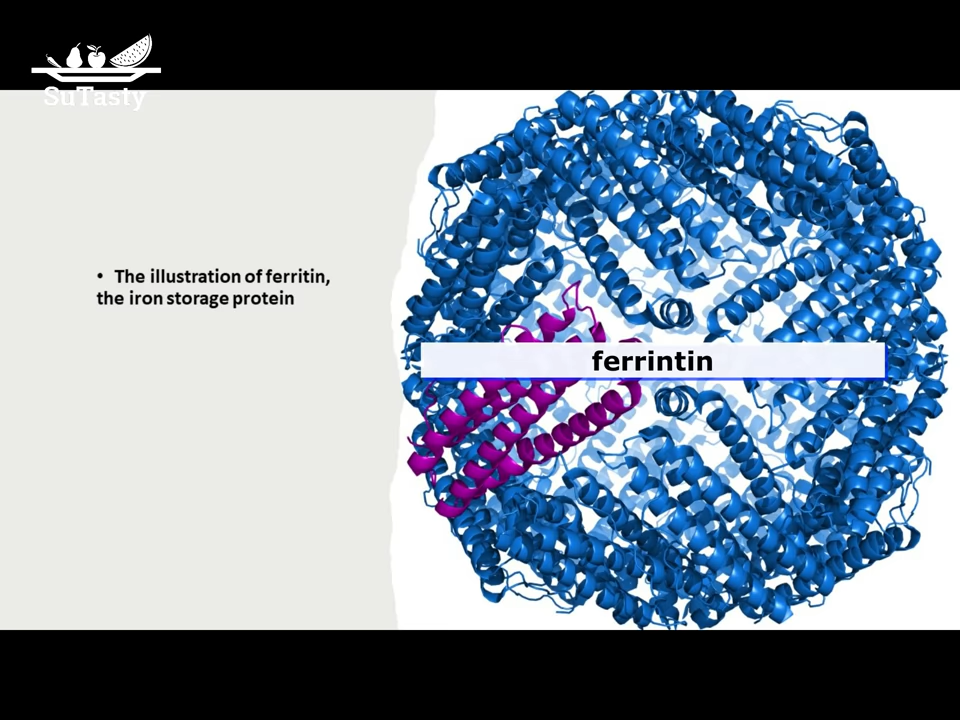 SuTasty
• The illustration of ferritin,
the iron storage protein
ferrintin